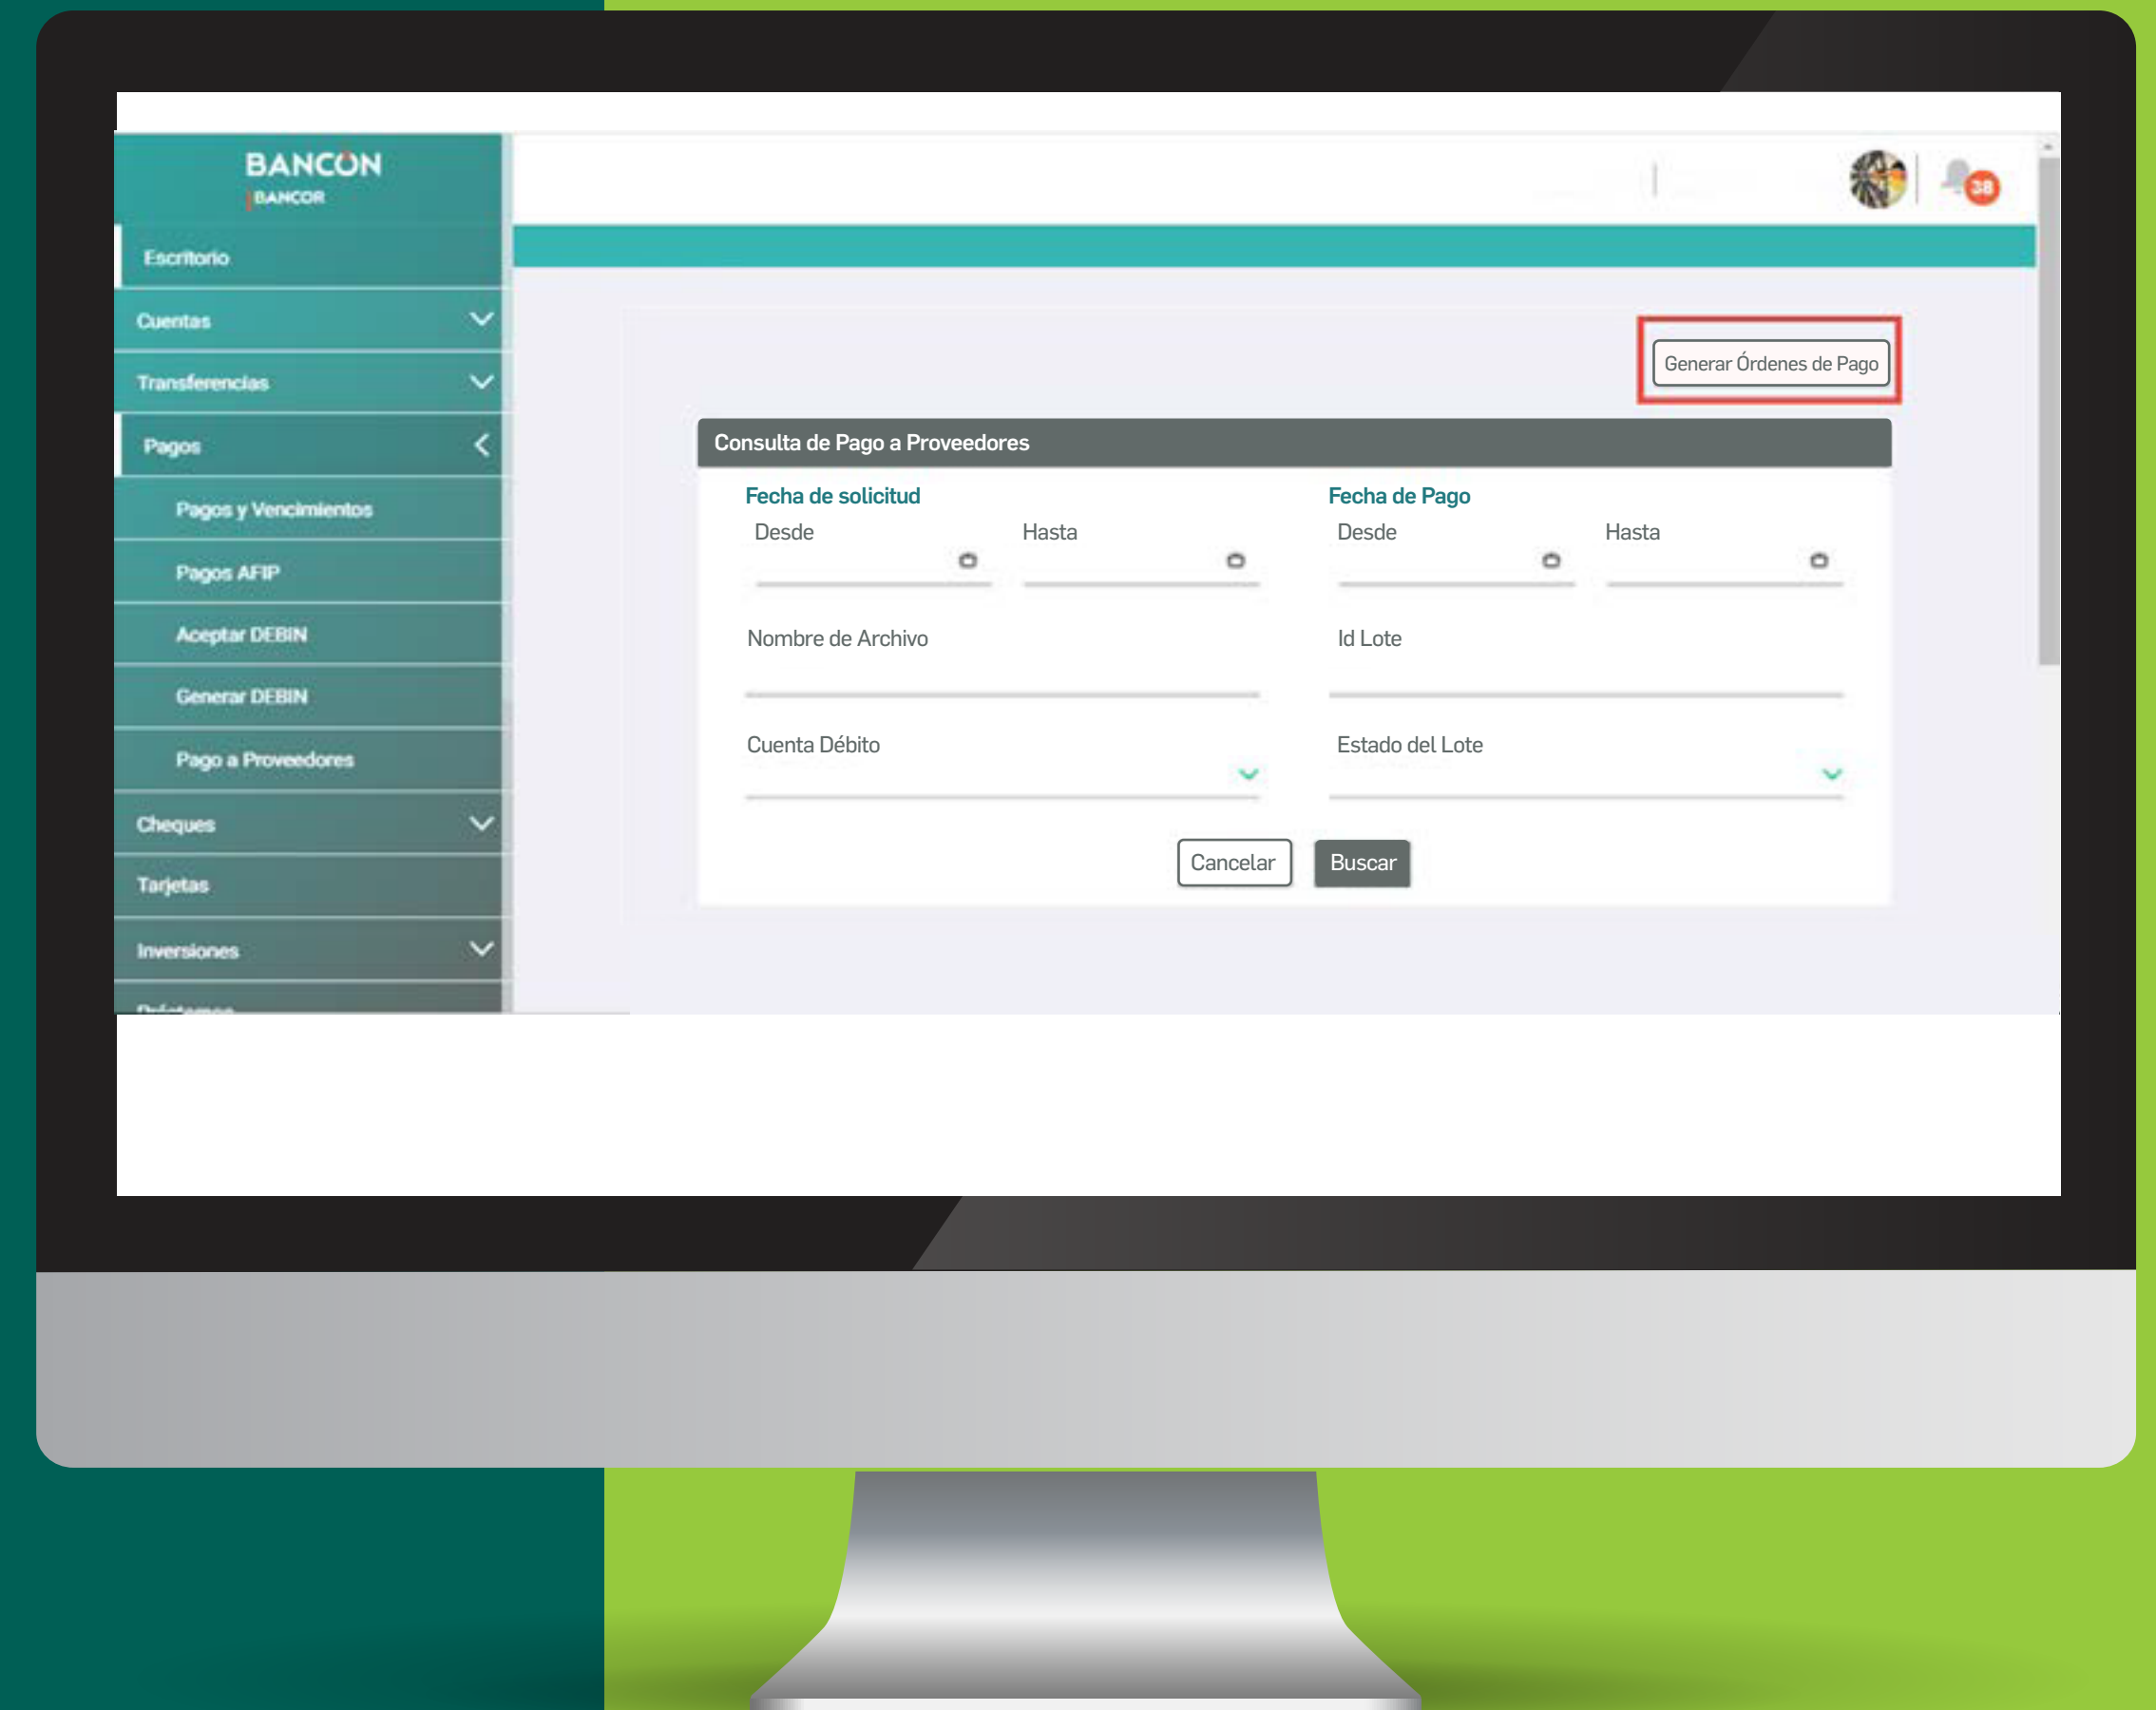 BANCÓN
BANCOR
38
Escritorio
Cuentas
Transferencias
Pagos
Pagos y Vencimientos
Pagos AFIP
Aceptar DEBIN
Generar DEBIN
Pago a Proveedores
Cheques
Tarjetas
Inversiones
Préstamos
Generar Órdenes de Pago
Consulta de Pago a Proveedores
Fecha de solicitud Fecha de Pago
Desde Hasta Desde Hasta
Nombre de Archivo Id Lote
Cuenta Débito Estado del Lote
Cancelar Buscar